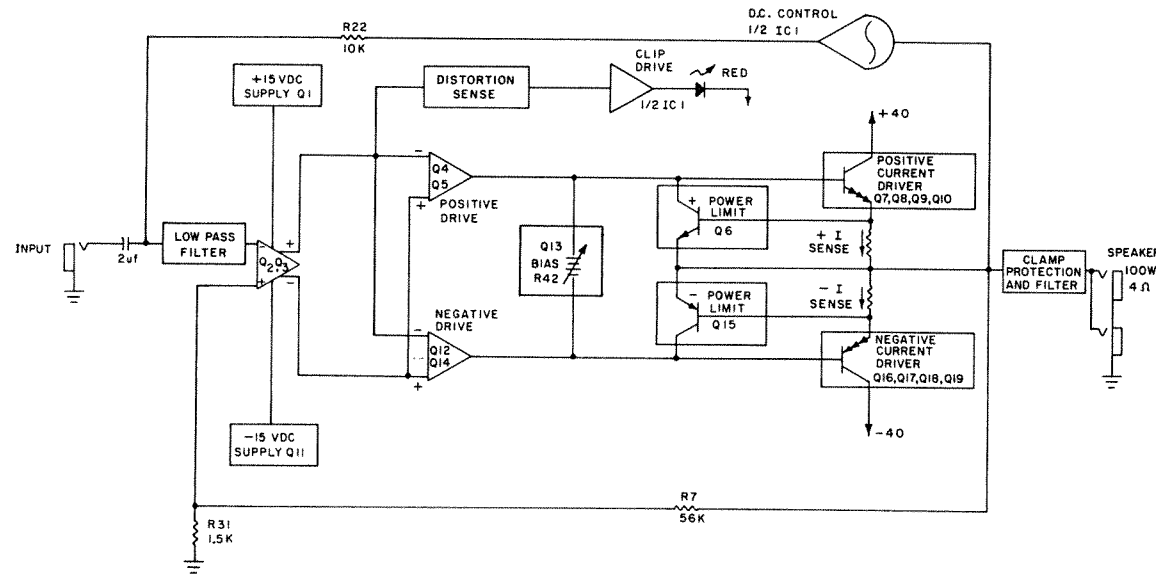 R22
10K
D.C. CONTROL
1/2 IC1
+15 VDC
SUPPLY Q1
DISTORTION
SENSE
CLIP
DRIVE
1/2 IC1
RED
+40
-
Q4
Q5
+
POSITIVE DRIVE
POSITIVE
CURRENT
DRIVER
Q7,Q8,Q9,Q10
+
POWER
LIMIT
Q6
+ I
SENSE
INPUT
2uf
LOW PASS
FILTER
-
Q2,Q3
+
+
-
Q13
BIAS
R42
CLAMP
PROTECTION
AND FILTER
SPEAKER
100W
4Ω
- I
SENSE
-
POWER
LIMIT
Q15
NEGATIVE
DRIVE
-
Q12
Q14
+
NEGATIVE
CURRENT
DRIVER
Q16,Q17,Q18,Q19
-40
-15 VDC
SUPPLY Q11
R7
56K
R31
1.5K